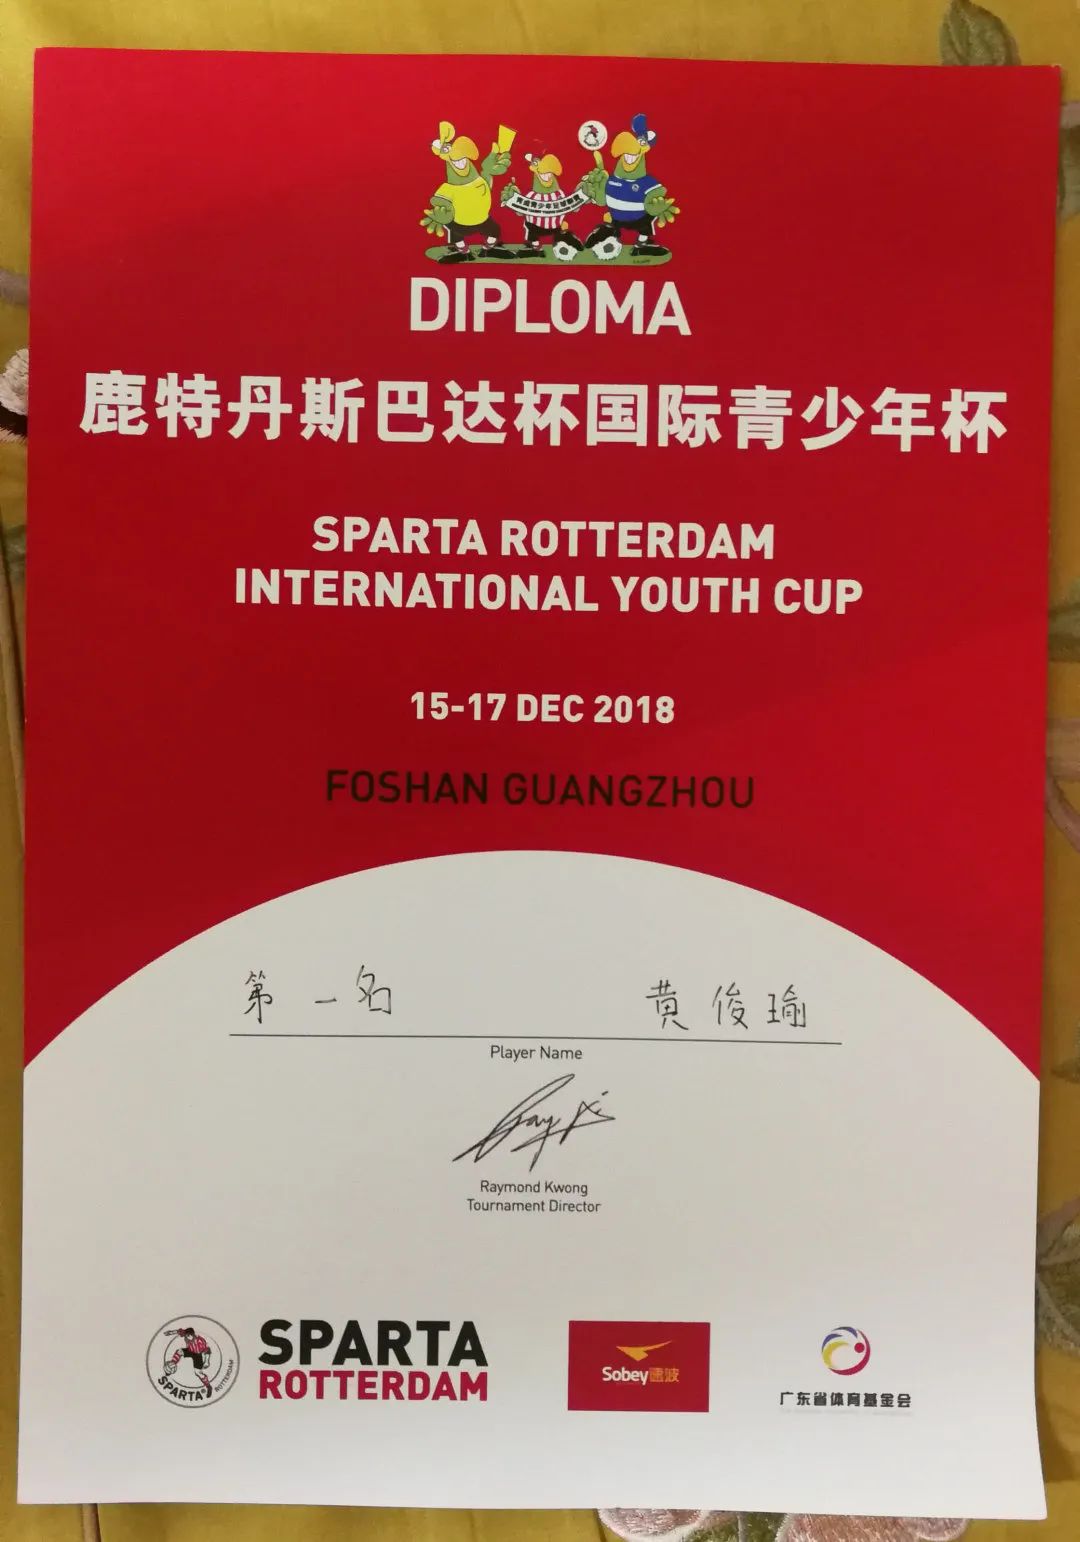 DIPLOMA
鹿特丹斯巴达杯国际青少年杯
SPARTA ROTTERDAM
INTERNATIONAL YOUTH CUP
15-17 DEC 2018
FOSHAN GUANGZHOU
第一名 黄俊瑜
Player Name
Raymond Kwong
Tournament Director
SPARTA
ROTTERDAM
SPARTA
ROTTERDAM
Sobey速波
广东省体育基金会